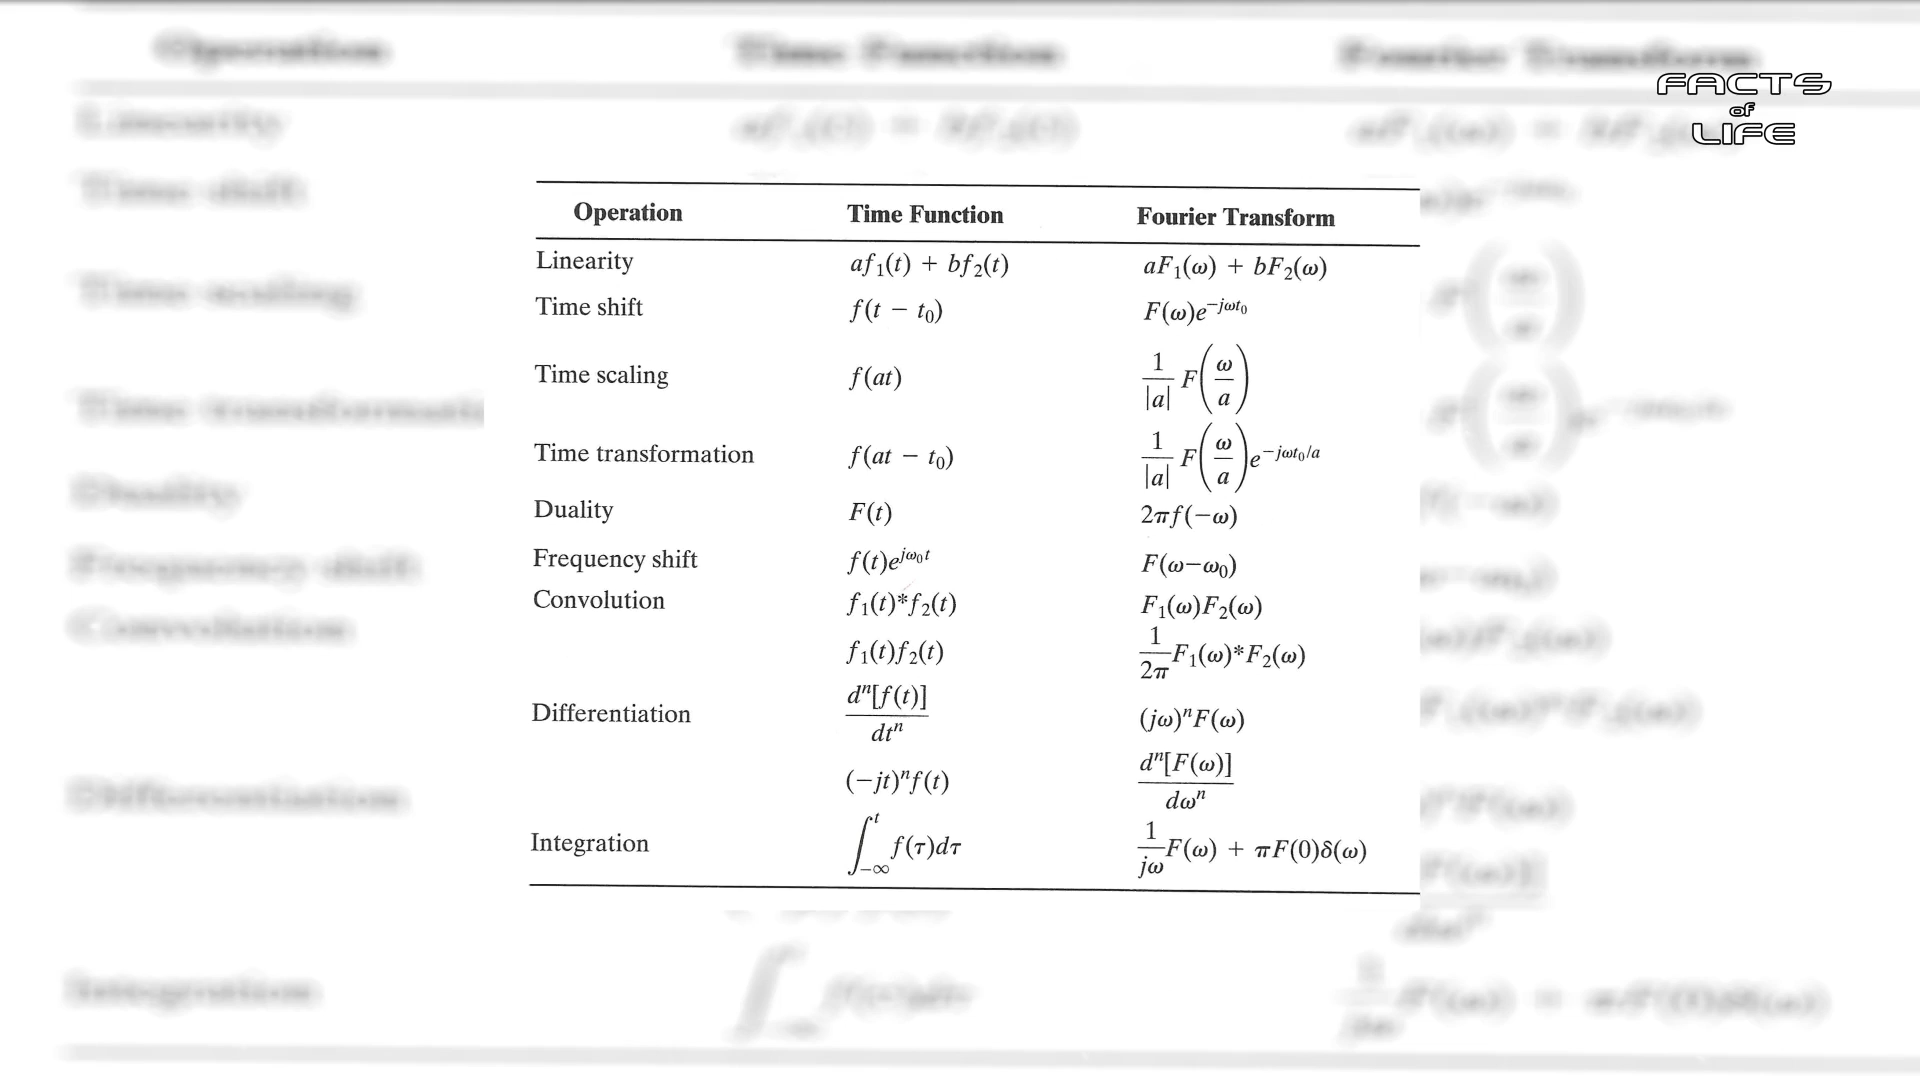 FACTS
OF
LIFE
Operation Time Function Fourier Transform
Linearity af₁(t) + bf₂(t) aF₁(ω) + bF₂(ω)
Time shift f(t − t₀) F(ω)e^−jωt₀
Time scaling f(at) 1/|a| F(ω/a)
Time transformation f(at − t₀) 1/|a| F(ω/a)e^−jωt₀/a
Duality F(t) 2πf(−ω)
Frequency shift f(t)e^jω₀t F(ω−ω₀)
Convolution f₁(t)*f₂(t) F₁(ω)F₂(ω)
f₁(t)f₂(t) 1/2π F₁(ω)*F₂(ω)
Differentiation dⁿ[f(t)]/dtⁿ (jω)ⁿF(ω)
(−jt)ⁿf(t) dⁿ[F(ω)]/dωⁿ
Integration ∫_−∞^t f(τ)dτ 1/jω F(ω) + πF(0)δ(ω)